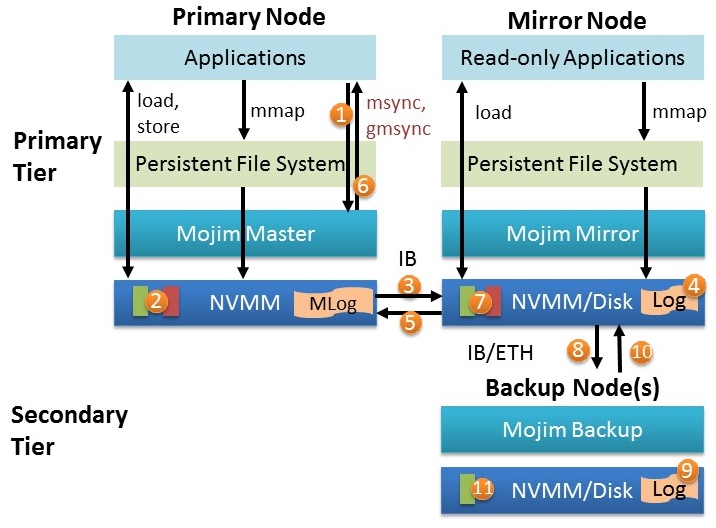 Primary Node
Mirror Node
Applications
Read-only Applications
load,
store
mmap
1
msync,
gmsync
load
mmap
Primary
Tier
Persistent File System
Persistent File System
6
Mojim Master
Mojim Mirror
IB
2
NVMM
MLog
3
5
7
NVMM/Disk
Log
4
IB/ETH
8
10
Backup Node(s)
Secondary
Tier
Mojim Backup
11
NVMM/Disk
Log
9